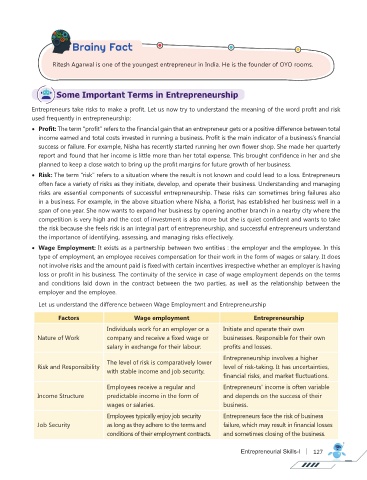 Brainy Fact
Ritesh Agarwal is one of the youngest entrepreneur in India. He is the founder of OYO rooms.
Some Important Terms in Entrepreneurship
Entrepreneurs take risks to make a profit. Let us now try to understand the meaning of the word profit and risk
used frequently in entrepreneurship:
• Profit: The term "profit" refers to the financial gain that an entrepreneur gets or a positive difference between total
income earned and total costs invested in running a business. Profit is the main indicator of a business's financial
success or failure. For example, Nisha has recently started running her own flower shop. She made her quarterly
report and found that her income is little more than her total expense. This brought confidence in her and she
planned to keep a close watch to bring up the profit margins for future growth of her business.
• Risk: The term "risk" refers to a situation where the result is not known and could lead to a loss. Entrepreneurs
often face a variety of risks as they initiate, develop, and operate their business. Understanding and managing
risks are essential components of successful entrepreneurship. These risks can sometimes bring failures also
in a business. For example, in the above situation where Nisha, a florist, has established her business well in a
span of one year. She now wants to expand her business by opening another branch in a nearby city where the
competition is very high and the cost of investment is also more but she is quiet confident and wants to take
the risk because she feels risk is an integral part of entrepreneurship, and successful entrepreneurs understand
the importance of identifying, assessing, and managing risks effectively.
• Wage Employment: It exists as a partnership between two entities : the employer and the employee. In this
type of employment, an employee receives compensation for their work in the form of wages or salary. It does
not involve risks and the amount paid is fixed with certain incentives irrespective whether an employer is having
loss or profit in his business. The continuity of the service in case of wage employment depends on the terms
and conditions laid down in the contract between the two parties, as well as the relationship between the
employer and the employee.
Let us understand the difference between Wage Employment and Entrepreneurship
Factors Wage employment Entrepreneurship
Nature of Work
Individuals work for an employer or a
company and receive a fixed wage or
salary in exchange for their labour.
Initiate and operate their own
businesses. Responsible for their own
profits and losses.
Risk and Responsibility
The level of risk is comparatively lower
with stable income and job security.
Entrepreneurship involves a higher
level of risk-taking. It has uncertainties,
financial risks, and market fluctuations.
Income Structure
Employees receive a regular and
predictable income in the form of
wages or salaries.
Entrepreneurs' income is often variable
and depends on the success of their
business.
Job Security
Employees typically enjoy job security
as long as they adhere to the terms and
conditions of their employment contracts.
Entrepreneurs face the risk of business
failure, which may result in financial losses
and sometimes closing of the business.
Entrepreneurial Skills-I 127